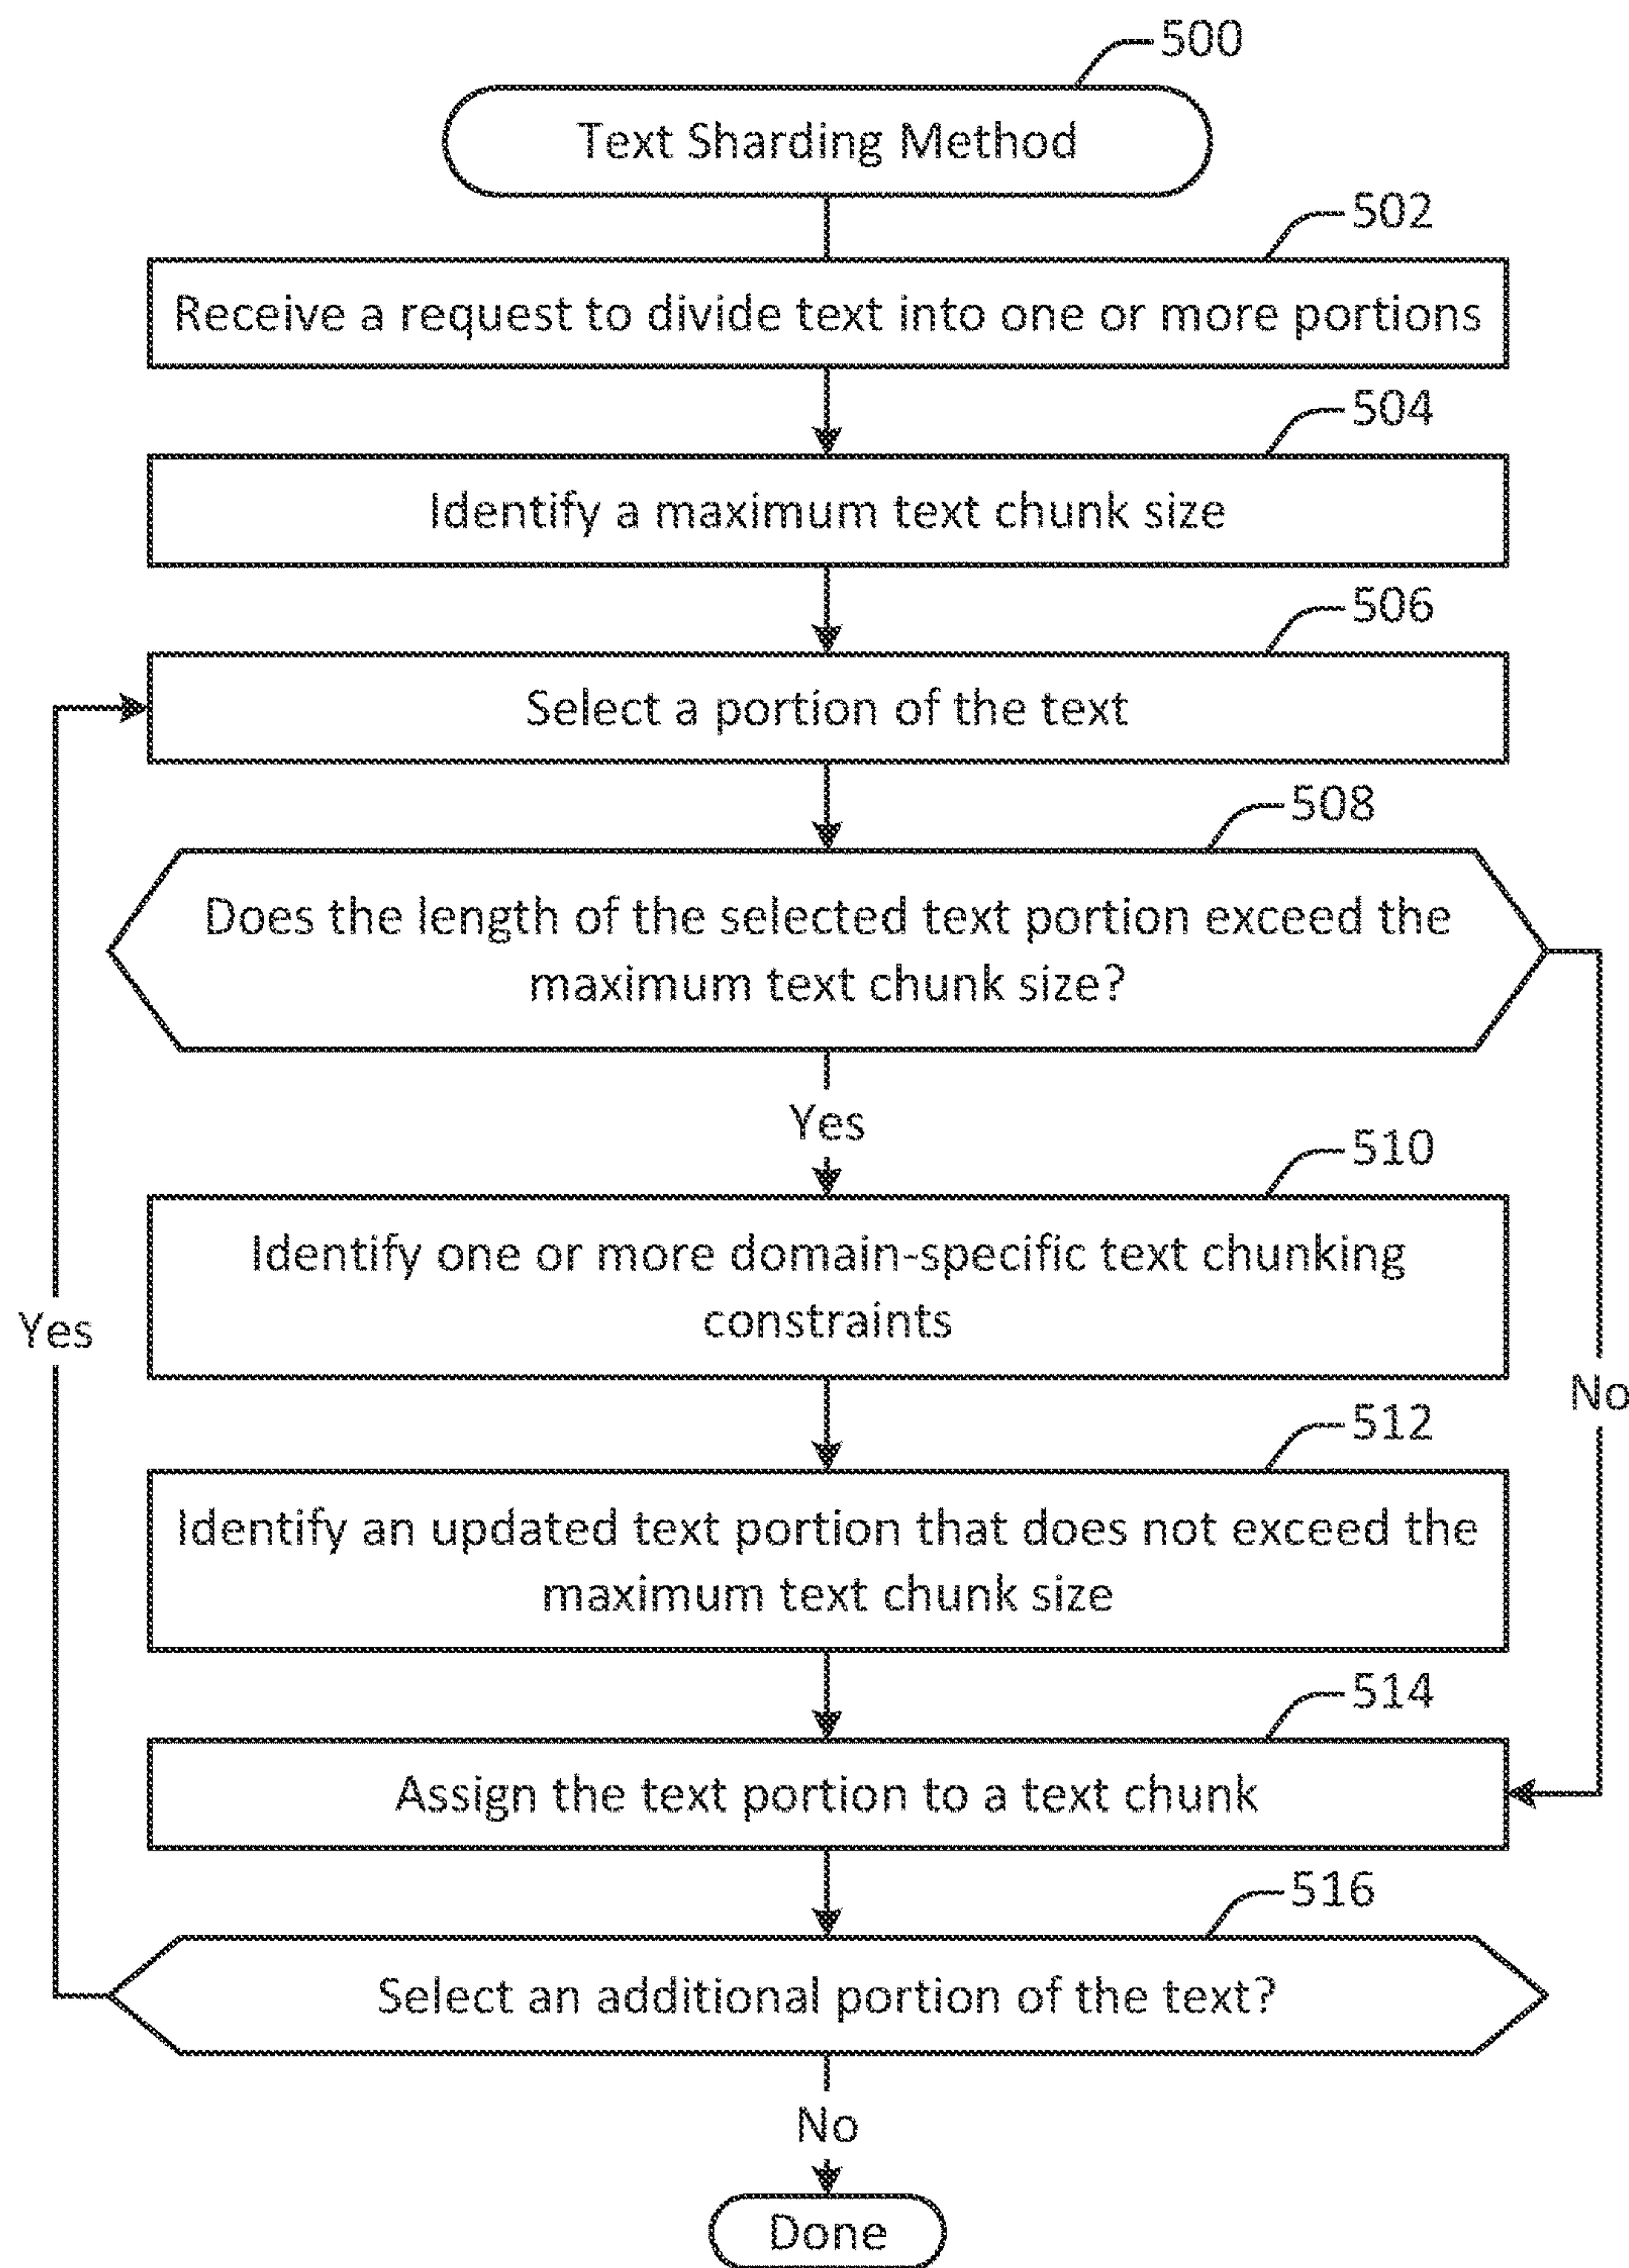 500
Text Sharding Method
502
Receive a request to divide text into one or more portions
504
Identify a maximum text chunk size
506
Select a portion of the text
508
Does the length of the selected text portion exceed the
maximum text chunk size?
Yes
510
Identify one or more domain-specific text chunking
constraints
Yes
No
512
Identify an updated text portion that does not exceed the
maximum text chunk size
514
Assign the text portion to a text chunk
516
Select an additional portion of the text?
No
Done